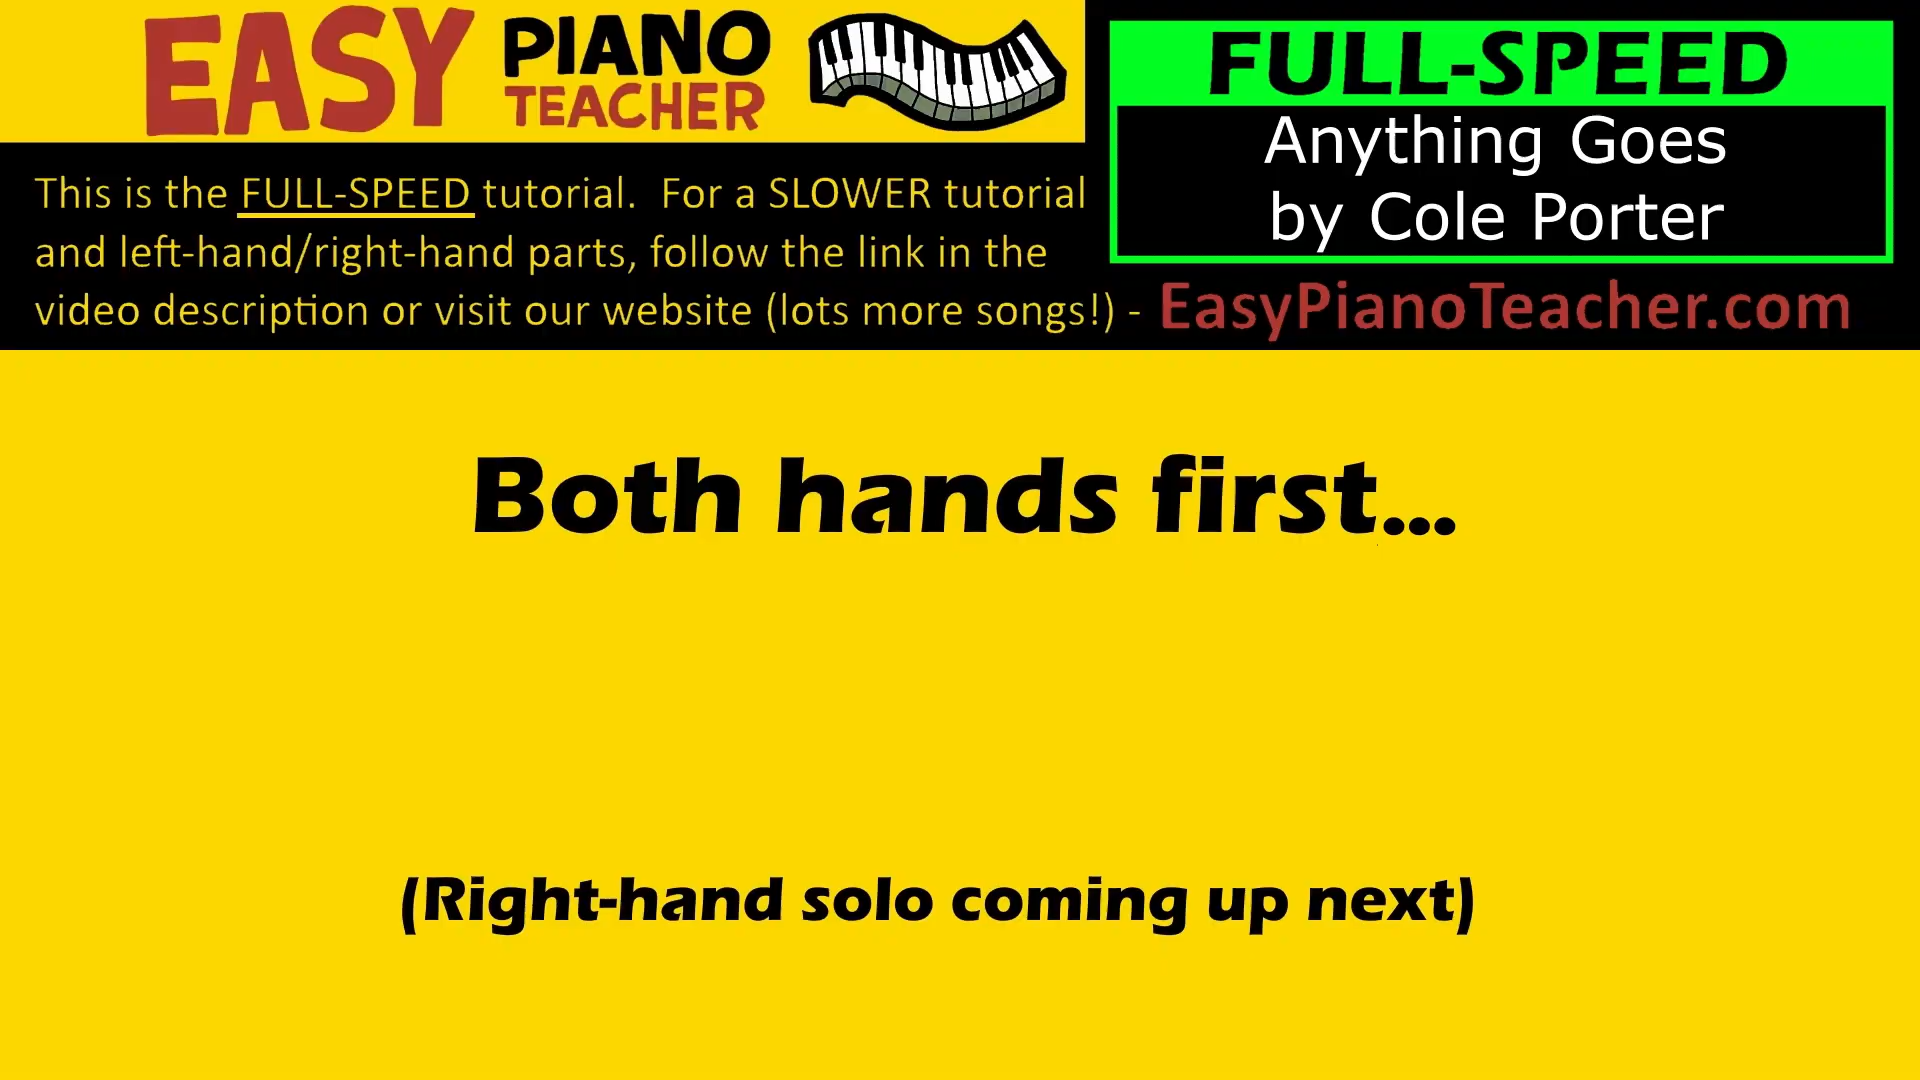 EASY PIANO TEACHER
This is the FULL-SPEED tutorial. For a SLOWER tutorial
and left-hand/right-hand parts, follow the link in the
video description or visit our website (lots more songs!) - EasyPianoTeacher.com
FULL-SPEED
Anything Goes
by Cole Porter
Both hands first...
(Right-hand solo coming up next)